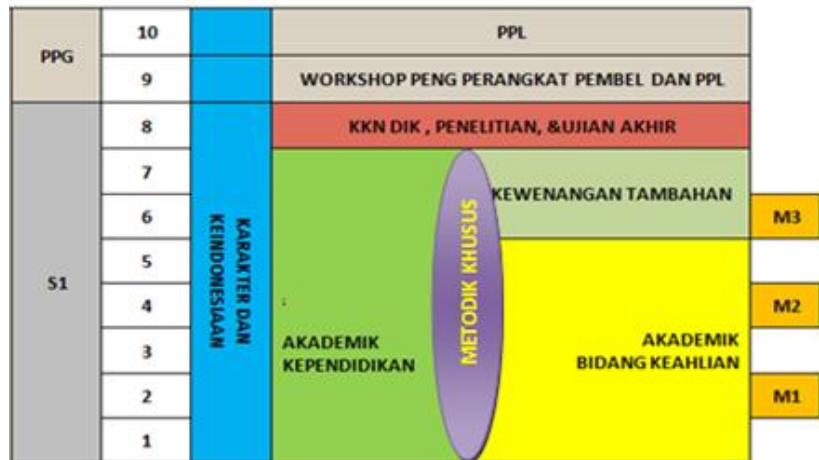 PPG
10
PPL
9
WORKSHOP PENG PERANGKAT PEMBEL DAN PPL
S1
8
KKN DIK , PENELITIAN, &UJIAN AKHIR
7
KEWENANGAN TAMBAHAN
6
M3
5
4
M2
3
2
M1
1
KARAKTER DAN
KEINDONESIAAN
:
AKADEMIK
KEPENDIDIKAN
METODIK KHUSUS
AKADEMIK
BIDANG KEAHLIAN